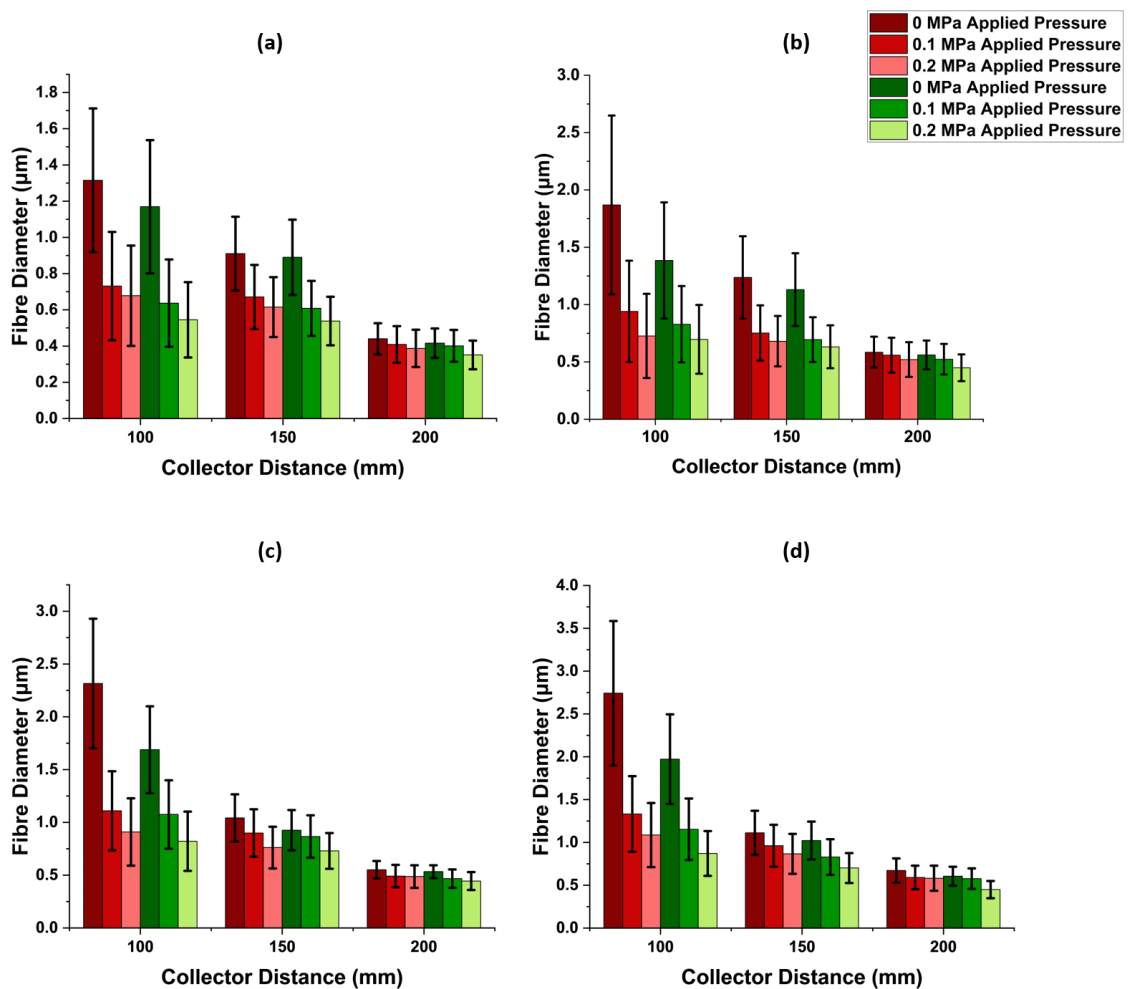 0 MPa Applied Pressure
0.1 MPa Applied Pressure
0.2 MPa Applied Pressure
0 MPa Applied Pressure
0.1 MPa Applied Pressure
0.2 MPa Applied Pressure
(a)
Fibre Diameter (µm)
1.8
1.6
1.4
1.2
1.0
0.8
0.6
0.4
0.2
0.0
100 150 200
Collector Distance (mm)
(b)
Fibre Diameter (µm)
3.0
2.5
2.0
1.5
1.0
0.5
0.0
100 150 200
Collector Distance (mm)
(c)
Fibre Diameter (µm)
3.0
2.5
2.0
1.5
1.0
0.5
0.0
100 150 200
Collector Distance (mm)
(d)
Fibre Diameter (µm)
4.0
3.5
3.0
2.5
2.0
1.5
1.0
0.5
0.0
100 150 200
Collector Distance (mm)